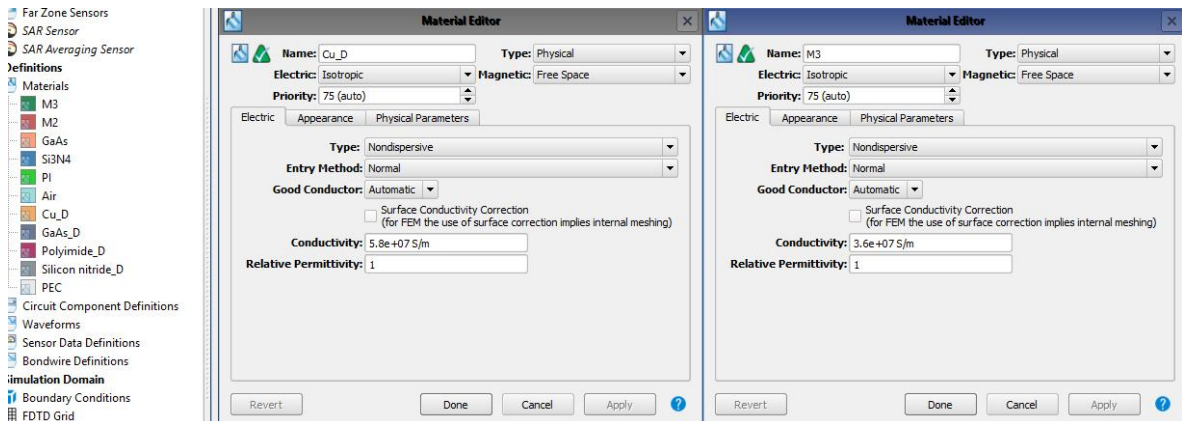 Far Zone Sensors
SAR Sensor
SAR Averaging Sensor
Definitions
Materials
M3
M2
GaAs
Si3N4
PI
Air
Cu_D
GaAs_D
Polyimide_D
Silicon nitride_D
PEC
Circuit Component Definitions
Waveforms
Sensor Data Definitions
Bondwire Definitions
Simulation Domain
Boundary Conditions
FDTD Grid
Material Editor
Name: Cu_D Type: Physical
Electric: Isotropic Magnetic: Free Space
Priority: 75 (auto)
Electric Appearance Physical Parameters
Type: Nondispersive
Entry Method: Normal
Good Conductor: Automatic
Surface Conductivity Correction
(for FEM the use of surface correction implies internal meshing)
Conductivity: 5.8e+07 S/m
Relative Permittivity: 1
Revert Done Cancel Apply ?
Material Editor
Name: M3 Type: Physical
Electric: Isotropic Magnetic: Free Space
Priority: 75 (auto)
Electric Appearance Physical Parameters
Type: Nondispersive
Entry Method: Normal
Good Conductor: Automatic
Surface Conductivity Correction
(for FEM the use of surface correction implies internal meshing)
Conductivity: 3.6e+07 S/m
Relative Permittivity: 1
Revert Done Cancel Apply ?